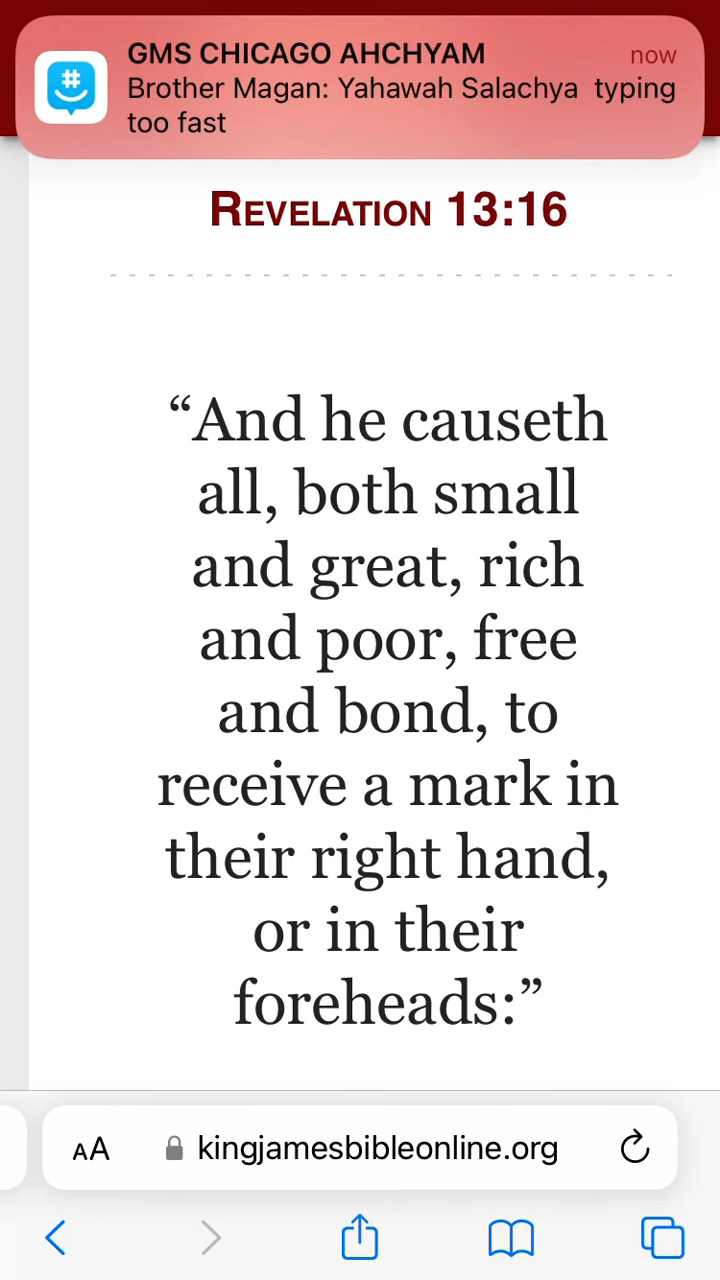 GMS CHICAGO AHCHYAM now
Brother Magan: Yahawah Salachya typing
too fast
REVELATION 13:16
“And he causeth
all, both small
and great, rich
and poor, free
and bond, to
receive a mark in
their right hand,
or in their
foreheads:”
AA kingjamesbibleonline.org